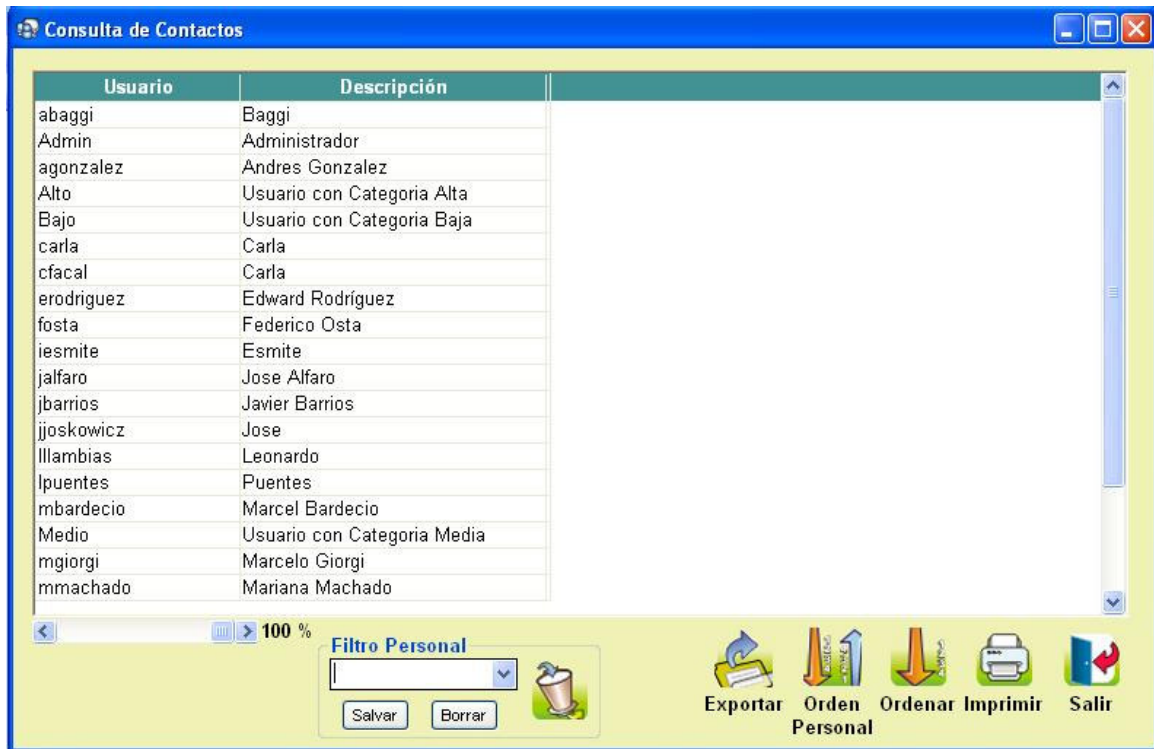 Consulta de Contactos
Usuario Descripción
abaggi Baggi
Admin Administrador
agonzalez Andres Gonzalez
Alto Usuario con Categoria Alta
Bajo Usuario con Categoria Baja
carla Carla
cfacal Carla
erodriguez Edward Rodríguez
fosta Federico Osta
iesmite Esmite
jalfaro Jose Alfaro
jbarrios Javier Barrios
jjoskowicz Jose
lllambias Leonardo
lpuentes Puentes
mbardecio Marcel Bardecio
Medio Usuario con Categoria Media
mgiorgi Marcelo Giorgi
mmachado Mariana Machado
100 %
Filtro Personal
Salvar Borrar
Exportar Orden Personal Ordenar Imprimir Salir